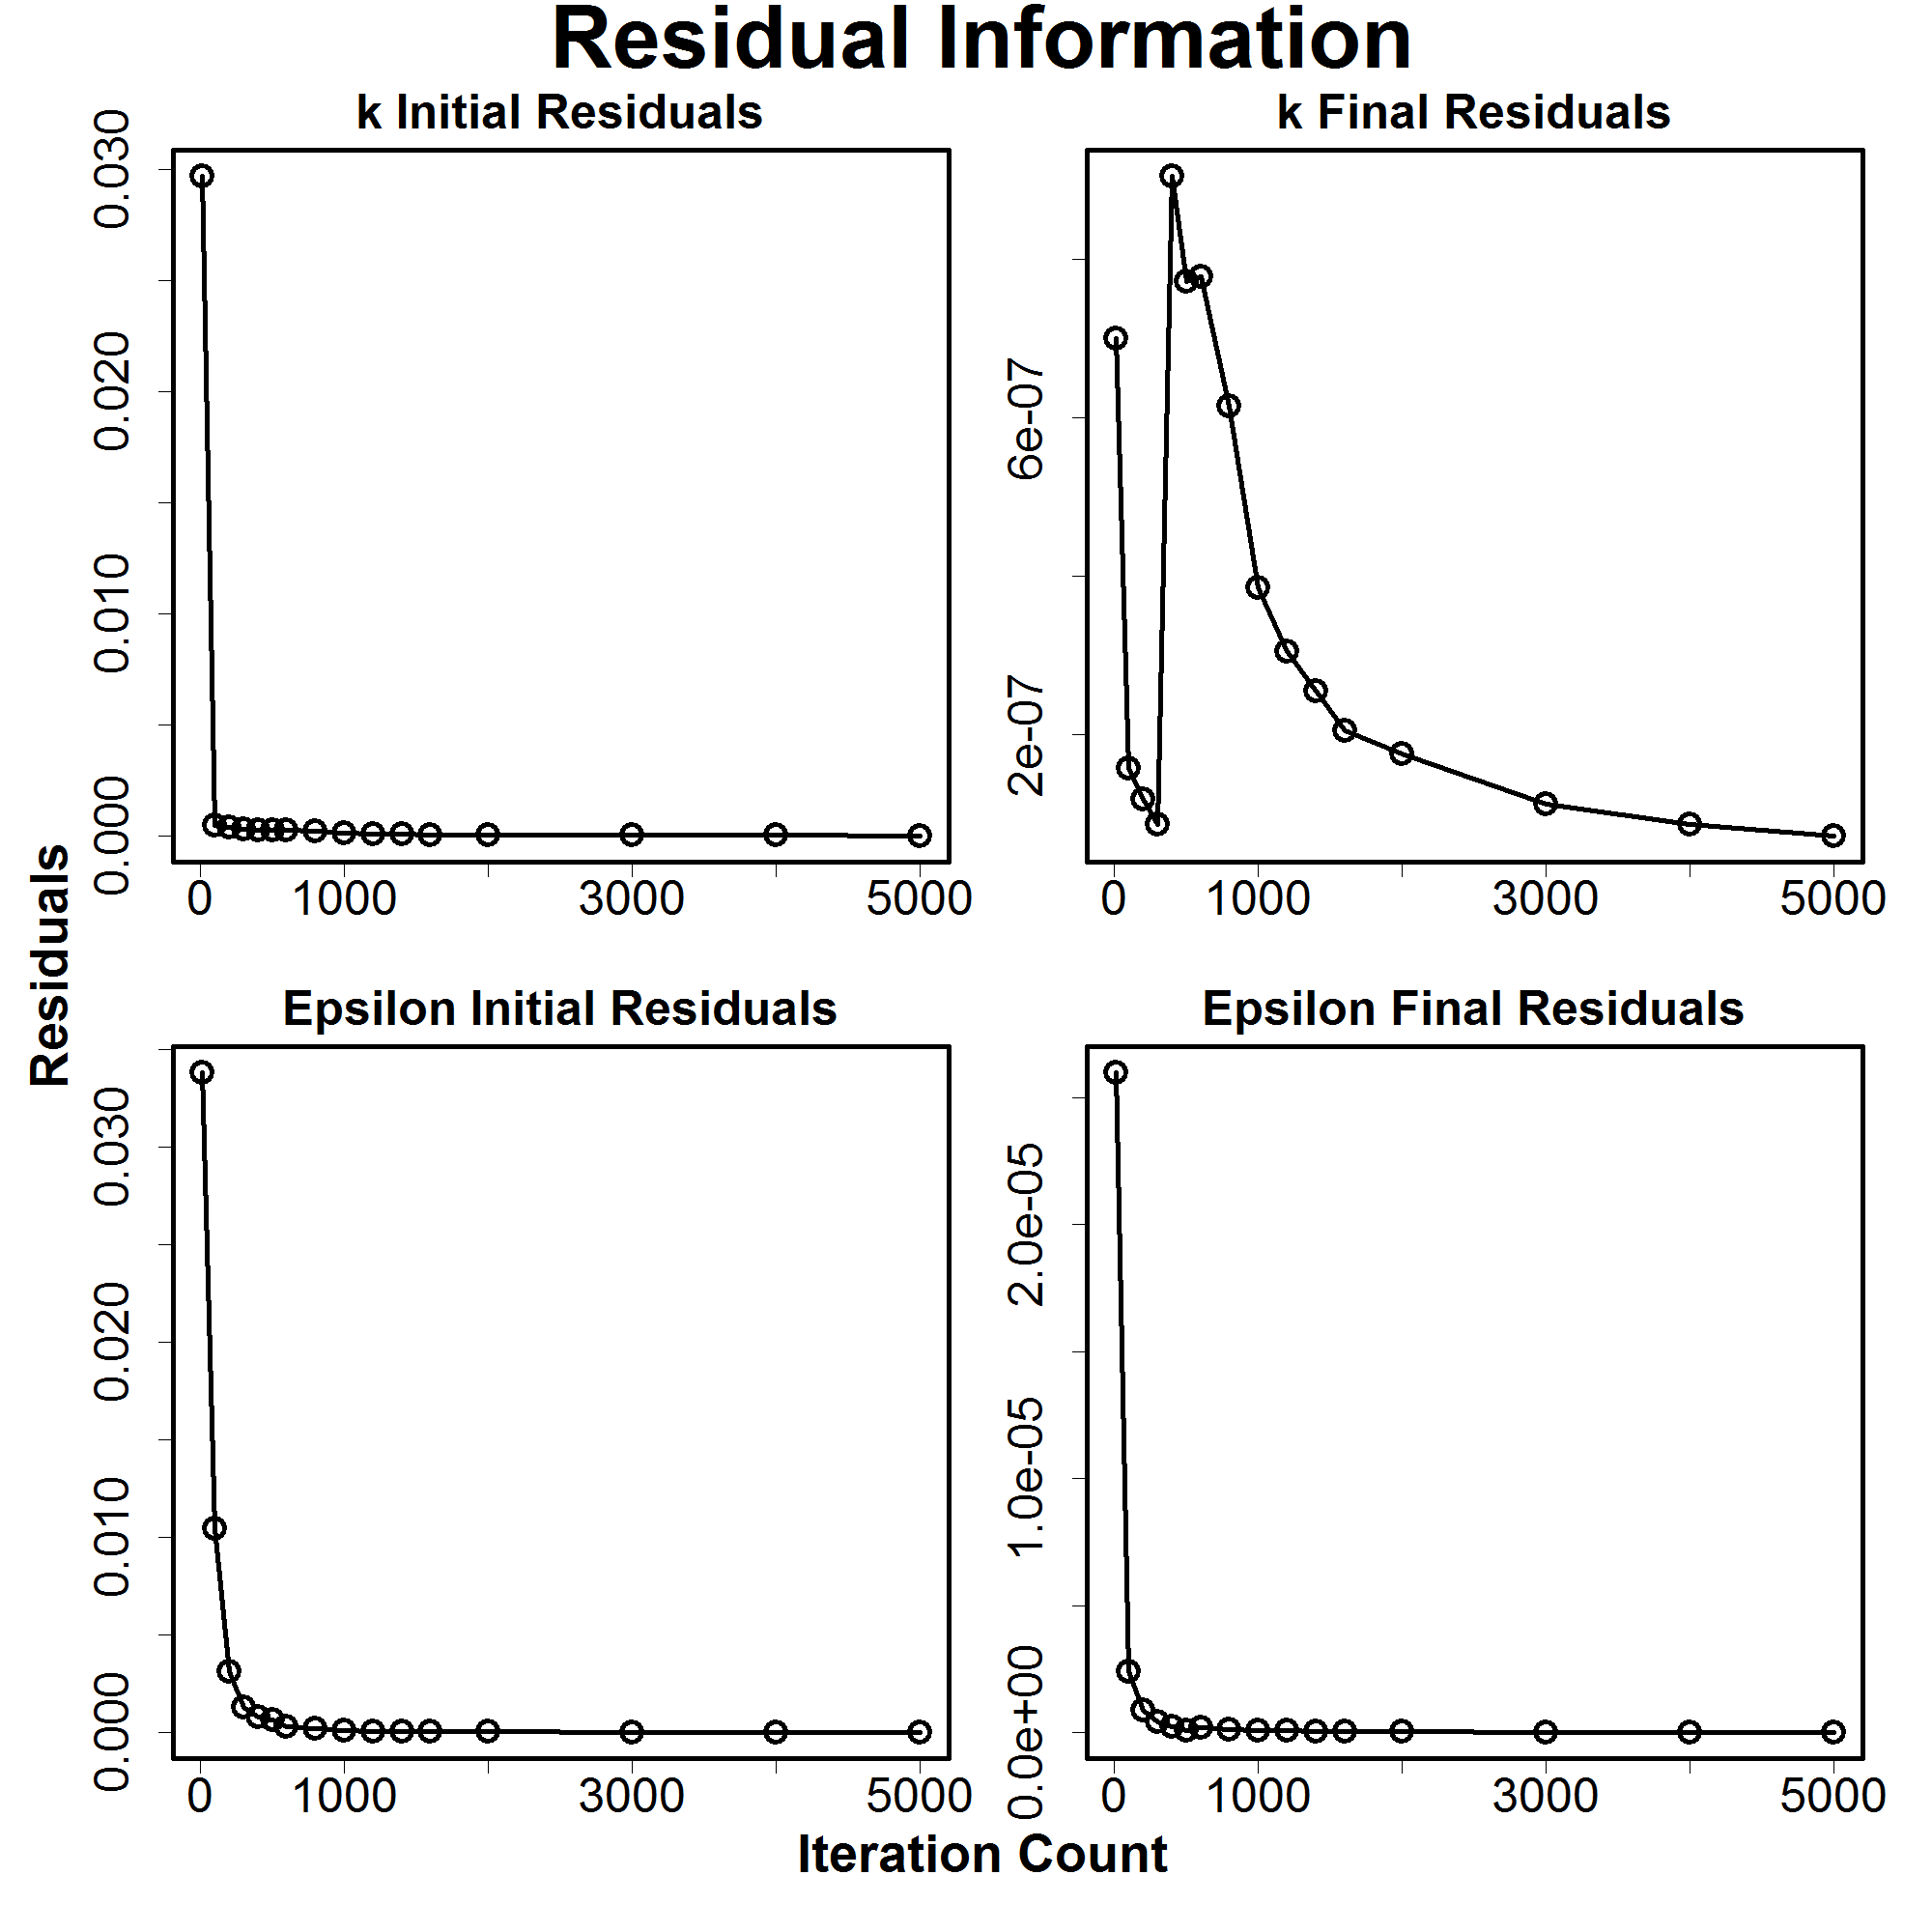 Residual Information
k Initial Residuals
k Final Residuals
0.030
0.020
0.010
0.000
0 1000 3000 5000
6e-07
2e-07
0 1000 3000 5000
Residuals
Epsilon Initial Residuals
Epsilon Final Residuals
0.030
0.020
0.010
0.000
0 1000 3000 5000
2.0e-05
1.0e-05
0.0e+00
0 1000 3000 5000
Iteration Count